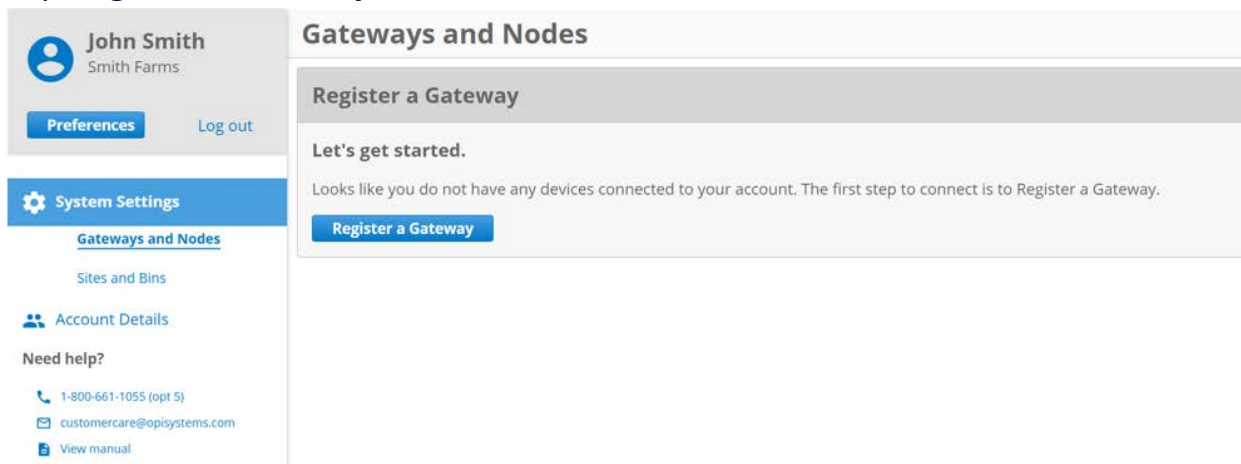 John Smith
Smith Farms
Preferences
Log out
System Settings
Gateways and Nodes
Sites and Bins
Account Details
Need help?
1-800-661-1055 (opt 5)
customercare@opisystems.com
View manual
Gateways and Nodes
Register a Gateway
Let's get started.
Looks like you do not have any devices connected to your account. The first step to connect is to Register a Gateway.
Register a Gateway